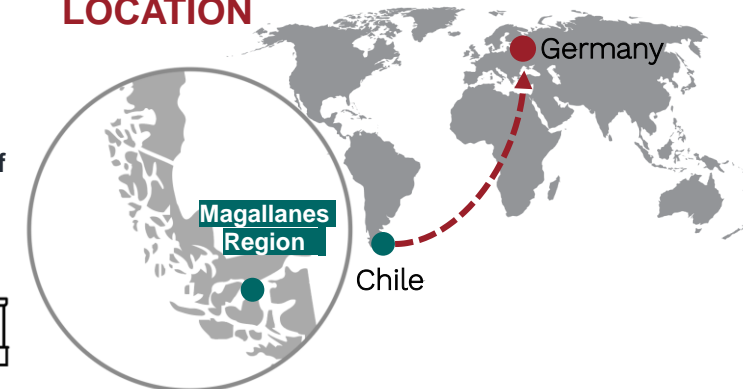 LOCATION
Germany
f
Magallanes
Region
Chile